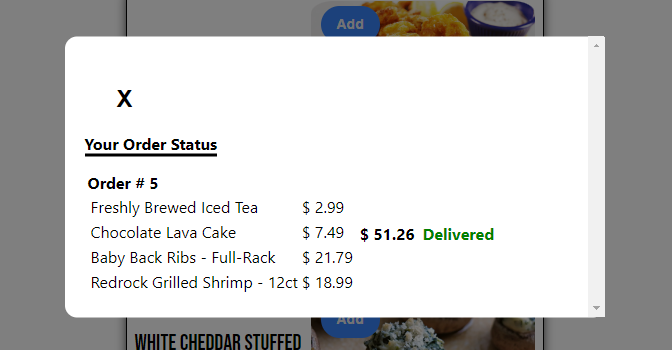 Add
X
Your Order Status
Order # 5
Freshly Brewed Iced Tea $ 2.99
Chocolate Lava Cake $ 7.49
$ 51.26 Delivered
Baby Back Ribs - Full-Rack $ 21.79
Redrock Grilled Shrimp - 12ct $ 18.99
Add
WHITE CHEDDAR STUFFED